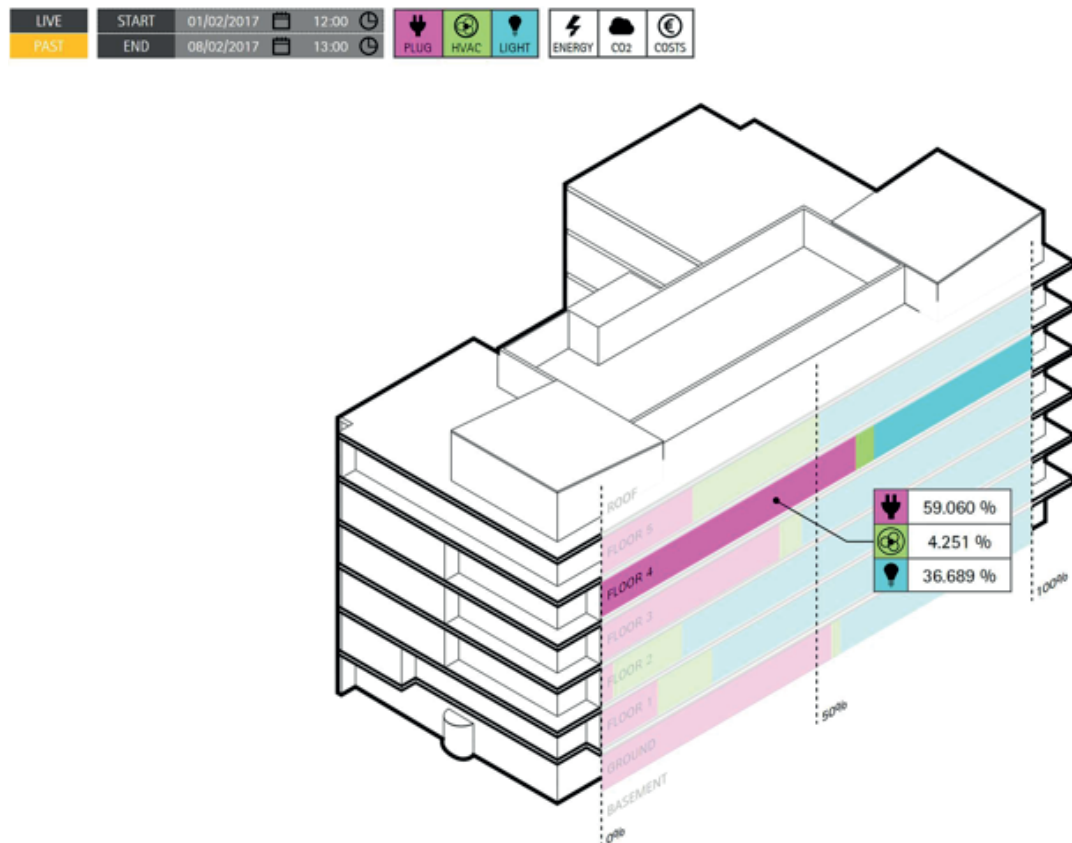 LIVE START 01/02/2017 12:00
PAST END 08/02/2017 13:00
PLUG HVAC LIGHT ENERGY CO2 COSTS
ROOF
FLOOR 5
FLOOR 4
FLOOR 3
FLOOR 2
FLOOR 1
GROUND
BASEMENT
59.060 %
4.251 %
36.689 %
0%
50%
100%